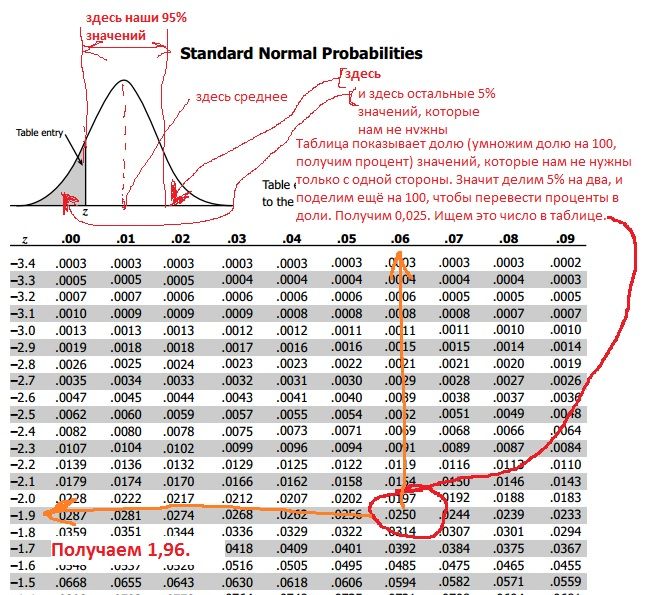 здесь наши 95%
значений
Standard Normal Probabilities
здесь
здесь среднее
и здесь остальные 5%
значений, которые
нам не нужны
Table entry
Таблица показывает долю (умножим долю на 100,
получим процент) значений, которые нам не нужны
только с одной стороны. Значит делим 5% на два, и
поделим ещё на 100, чтобы перевести проценты в
доли. Получим 0,025. Ищем это число в таблице.
Table
to the
z
z .00 .01 .02 .03 .04 .05 .06 .07 .08 .09
−3.4 .0003 .0003 .0003 .0003 .0003 .0003 .0003 .0003 .0003 .0002
−3.3 .0005 .0005 .0005 .0004 .0004 .0004 .0004 .0004 .0004 .0003
−3.2 .0007 .0007 .0006 .0006 .0006 .0006 .0006 .0005 .0005 .0005
−3.1 .0010 .0009 .0009 .0009 .0008 .0008 .0008 .0008 .0007 .0007
−3.0 .0013 .0013 .0013 .0012 .0012 .0011 .0011 .0011 .0010 .0010
−2.9 .0019 .0018 .0018 .0017 .0016 .0016 .0015 .0015 .0014 .0014
−2.8 .0026 .0025 .0024 .0023 .0023 .0022 .0021 .0021 .0020 .0019
−2.7 .0035 .0034 .0033 .0032 .0031 .0030 .0029 .0028 .0027 .0026
−2.6 .0047 .0045 .0044 .0043 .0041 .0040 .0039 .0038 .0037 .0036
−2.5 .0062 .0060 .0059 .0057 .0055 .0054 .0052 .0051 .0049 .0048
−2.4 .0082 .0080 .0078 .0075 .0073 .0071 .0069 .0068 .0066 .0064
−2.3 .0107 .0104 .0102 .0099 .0096 .0094 .0091 .0089 .0087 .0084
−2.2 .0139 .0136 .0132 .0129 .0125 .0122 .0119 .0116 .0113 .0110
−2.1 .0179 .0174 .0170 .0166 .0162 .0158 .0154 .0150 .0146 .0143
−2.0 .0228 .0222 .0217 .0212 .0207 .0202 .0197 .0192 .0188 .0183
−1.9 .0287 .0281 .0274 .0268 .0262 .0256 .0250 .0244 .0239 .0233
−1.8 .0359 .0351 .0344 .0336 .0329 .0322 .0314 .0307 .0301 .0294
−1.7 0418 .0409 .0401 .0392 .0384 .0375 .0367
Получаем 1,96.
−1.6 .0548 .0537 .0526 .0516 .0505 .0495 .0485 .0475 .0465 .0455
−1.5 .0668 .0655 .0643 .0630 .0618 .0606 .0594 .0582 .0571 .0559